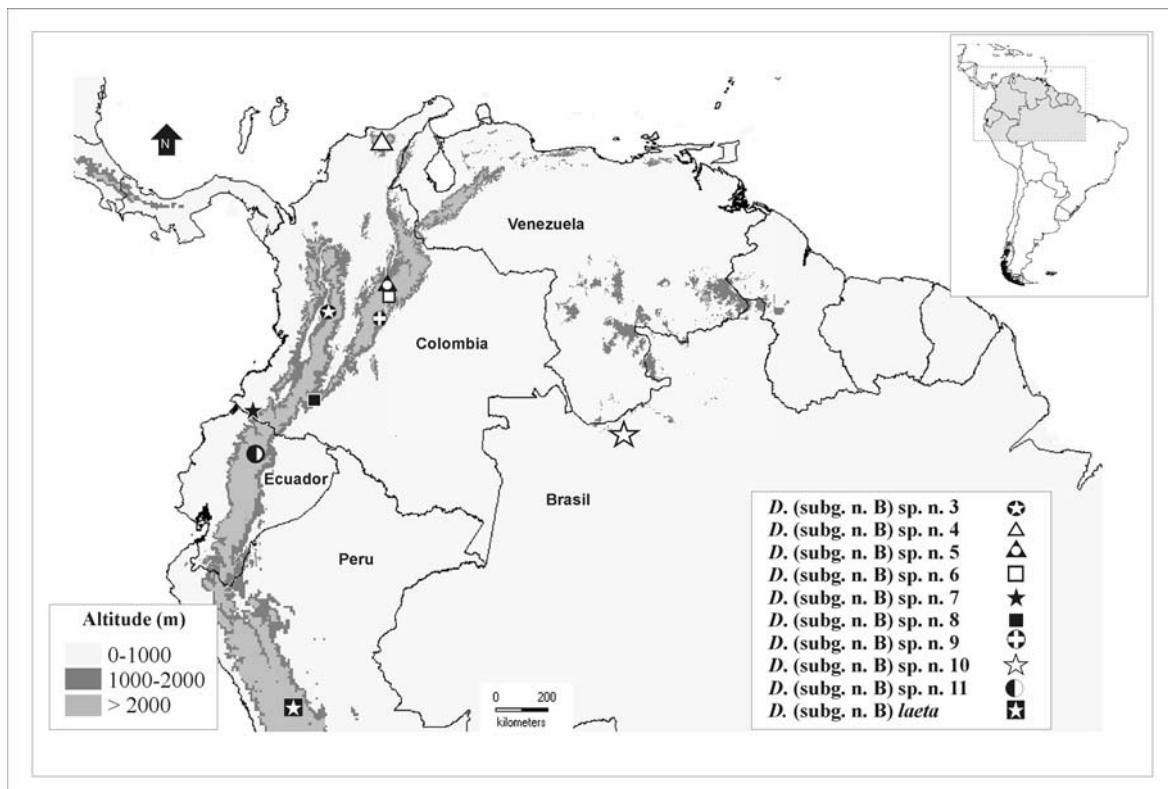 N
Venezuela
Colombia
Ecuador
Brasil
Peru
Altitude (m)
0-1000
1000-2000
> 2000
0 200
kilometers
D. (subg. n. B) sp. n. 3
D. (subg. n. B) sp. n. 4
D. (subg. n. B) sp. n. 5
D. (subg. n. B) sp. n. 6
D. (subg. n. B) sp. n. 7
D. (subg. n. B) sp. n. 8
D. (subg. n. B) sp. n. 9
D. (subg. n. B) sp. n. 10
D. (subg. n. B) sp. n. 11
D. (subg. n. B) laeta